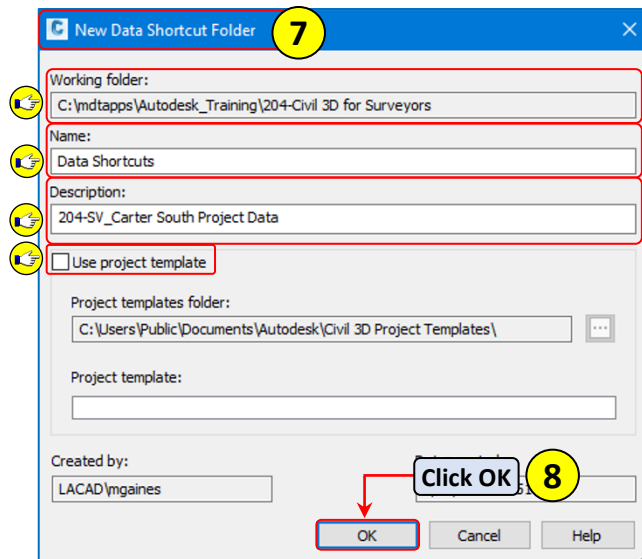 New Data Shortcut Folder
7
Working folder:
C:\mdtapps\Autodesk_Training\204-Civil 3D for Surveyors
Name:
Data Shortcuts
Description:
204-SV_Carter South Project Data
Use project template
Project templates folder:
C:\Users\Public\Documents\Autodesk\Civil 3D Project Templates\
...
Project template:
Created by:
LACAD\mgaines
Click OK
8
OK
Cancel
Help